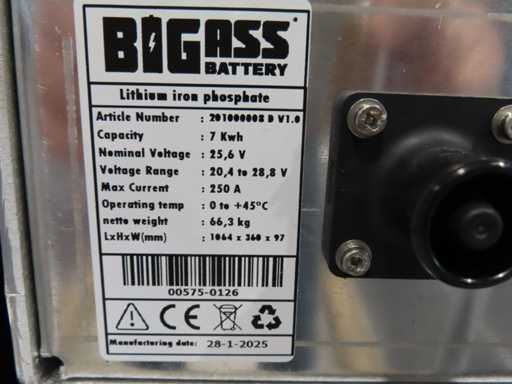 BIGASS
BATTERY
Lithium iron phosphate
Article Number : 201000008 D V1.0
Capacity : 7 Kwh
Nominal Voltage : 25,6 V
Voltage Range : 20,4 to 28,8 V
Max Current : 250 A
Operating temp : 0 to +45°C
netto weight : 66,3 kg
LxHxW(mm) : 1064 x 360 x 97
00575-0126
CE
Manufacturing date: 28-1-2025